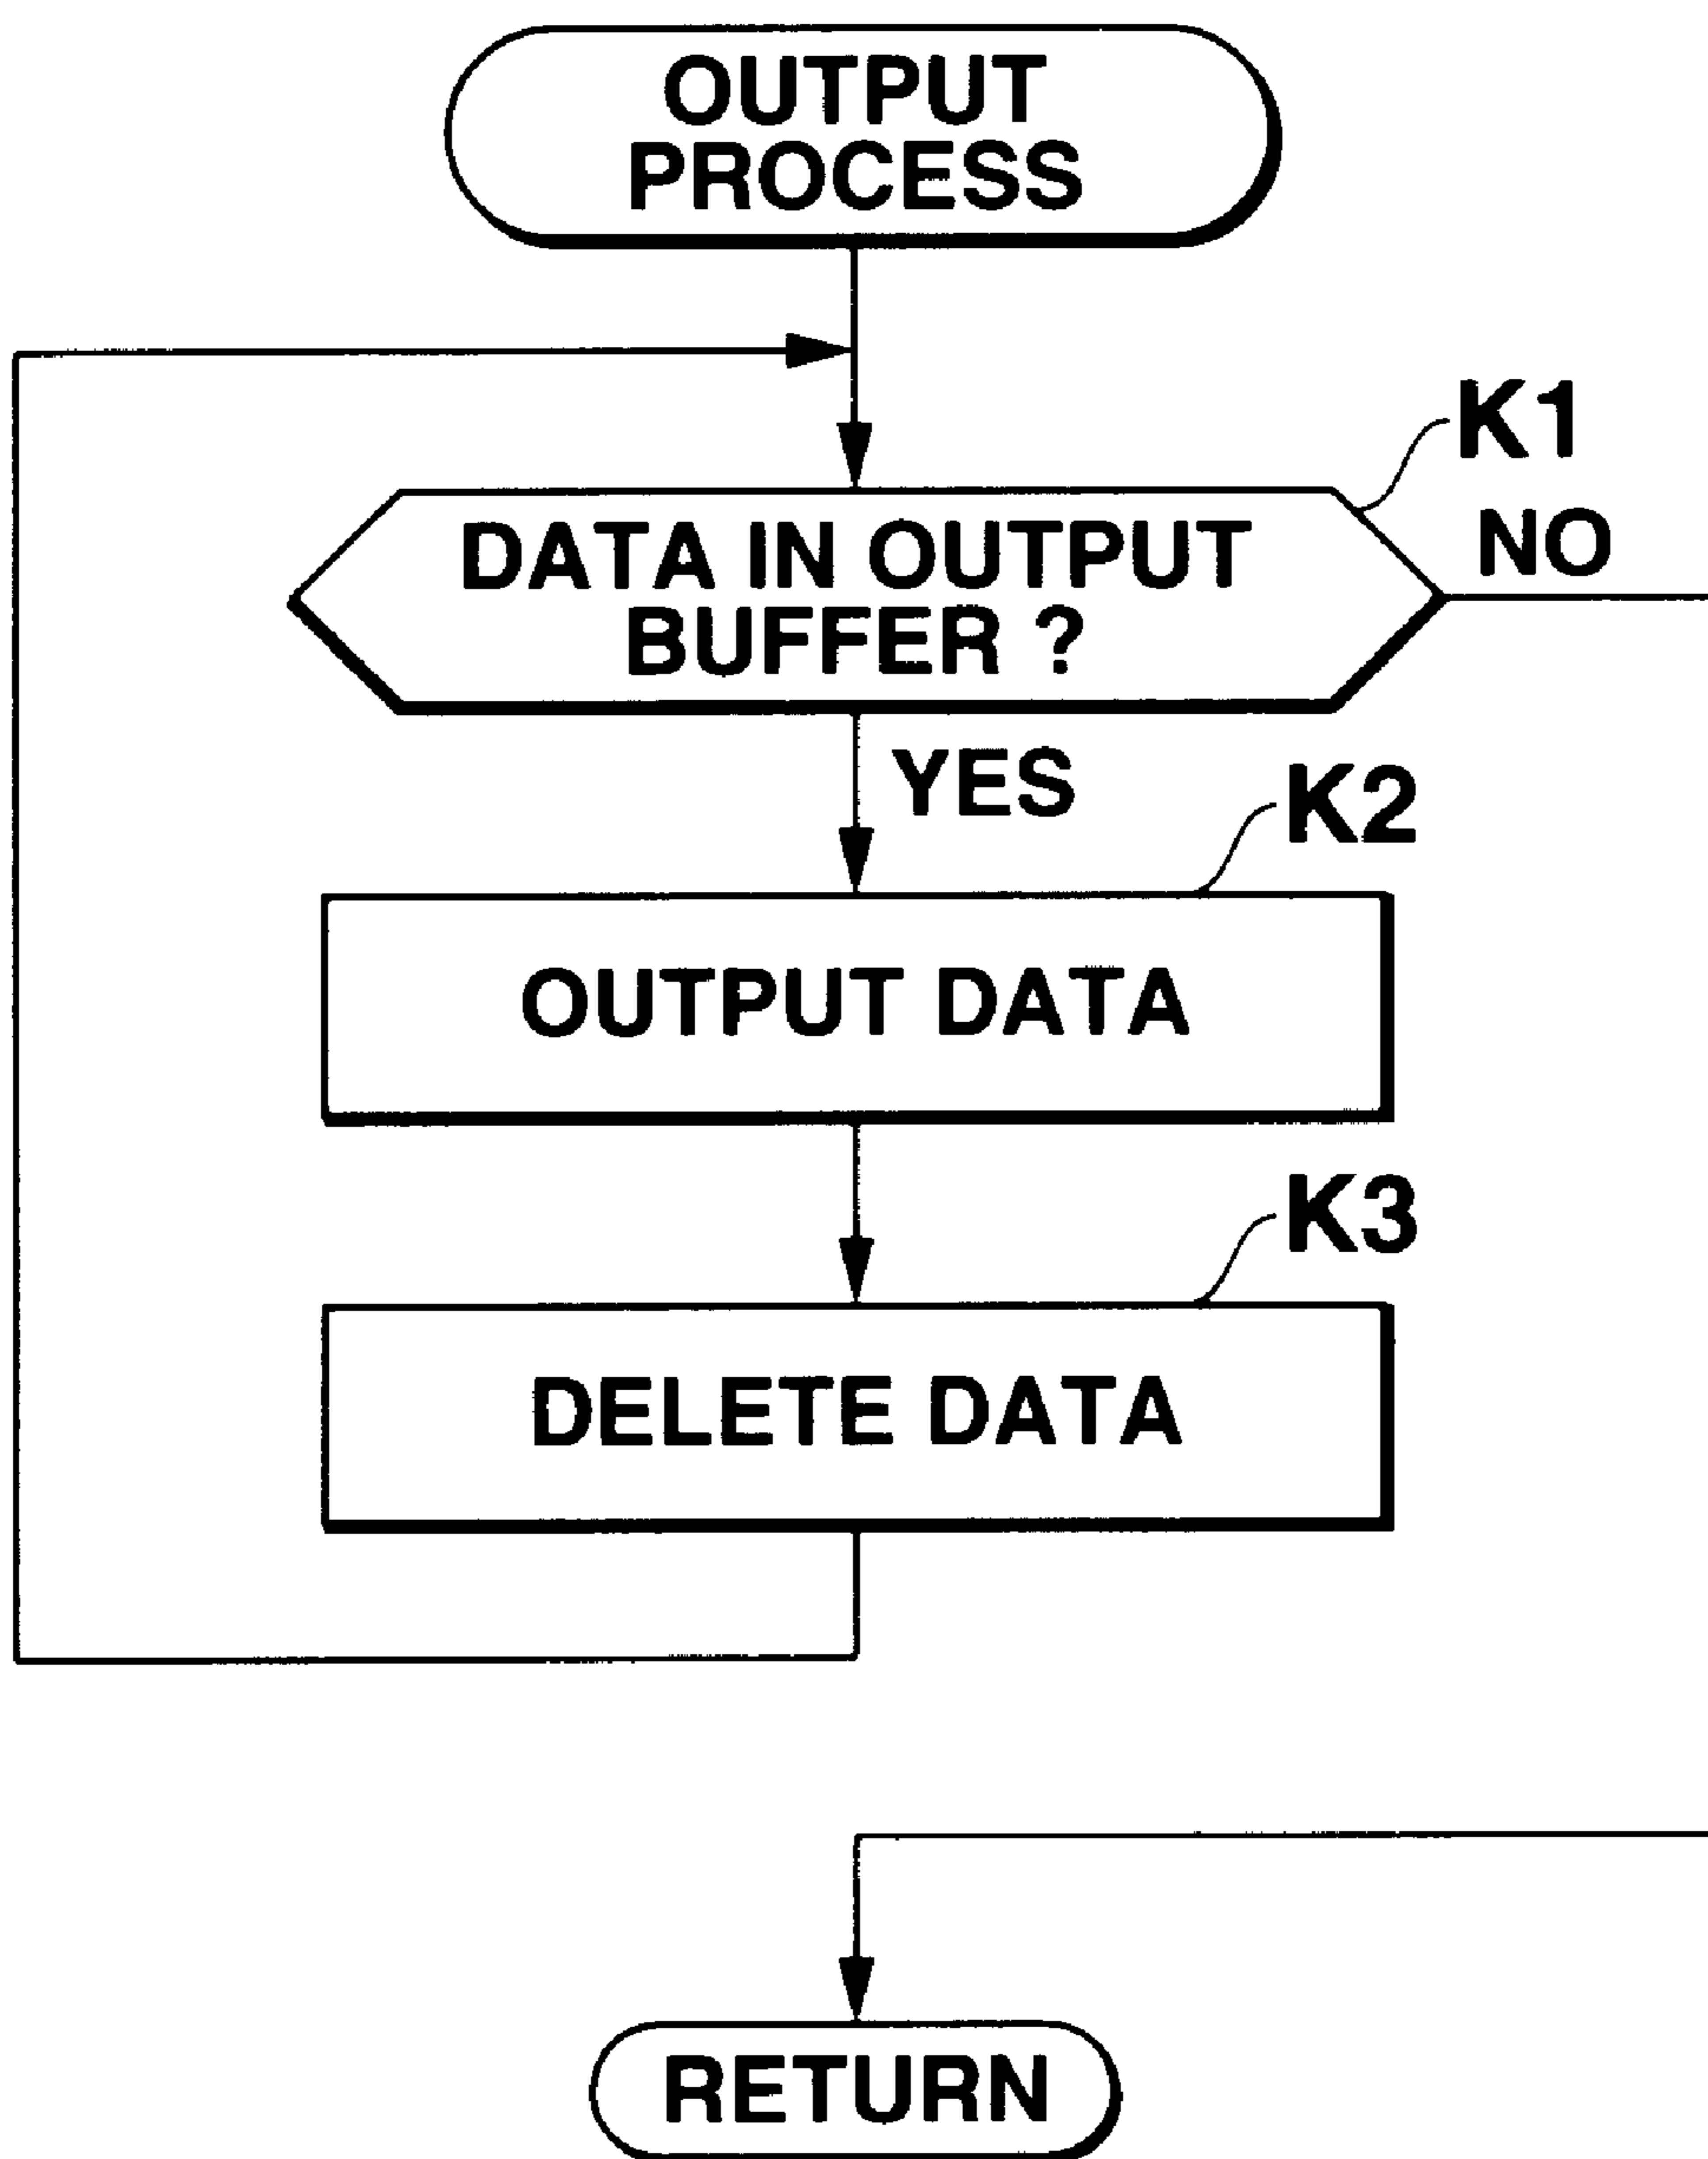 OUTPUT
PROCESS
K1
DATA IN OUTPUT
BUFFER ?
NO
YES
K2
OUTPUT DATA
K3
DELETE DATA
RETURN